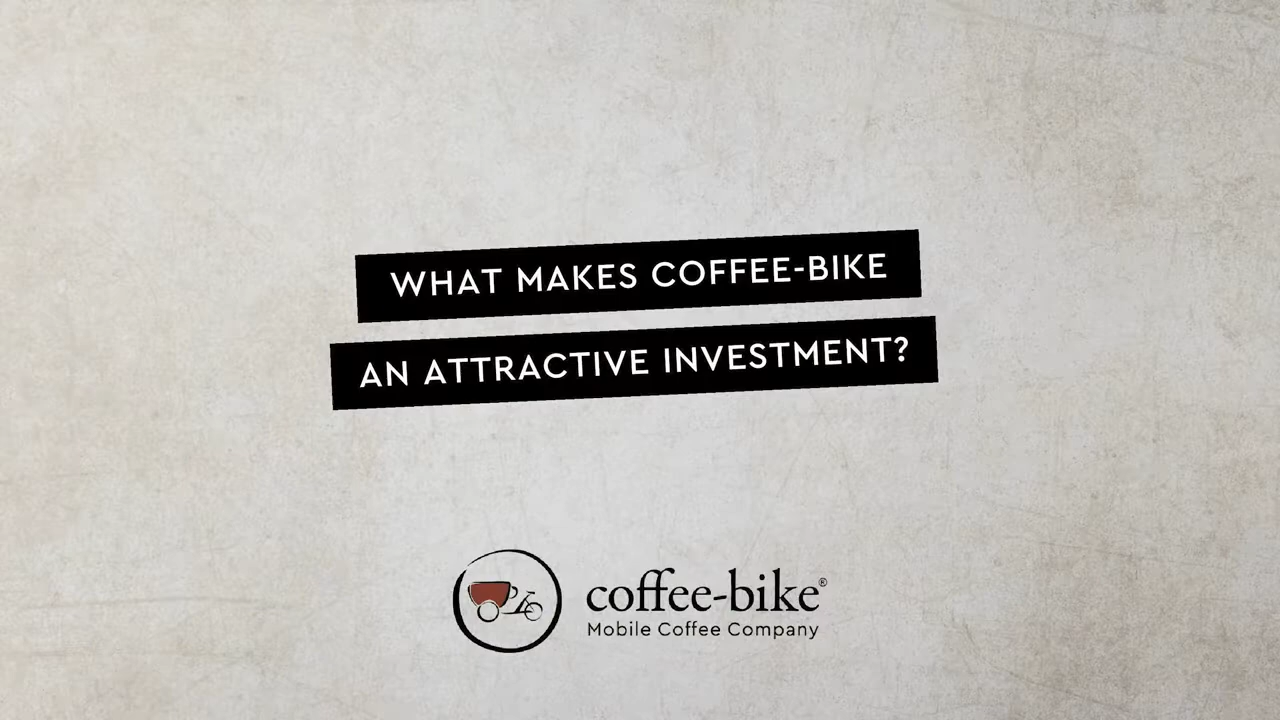 WHAT MAKES COFFEE-BIKE
AN ATTRACTIVE INVESTMENT?
coffee-bike®
Mobile Coffee Company